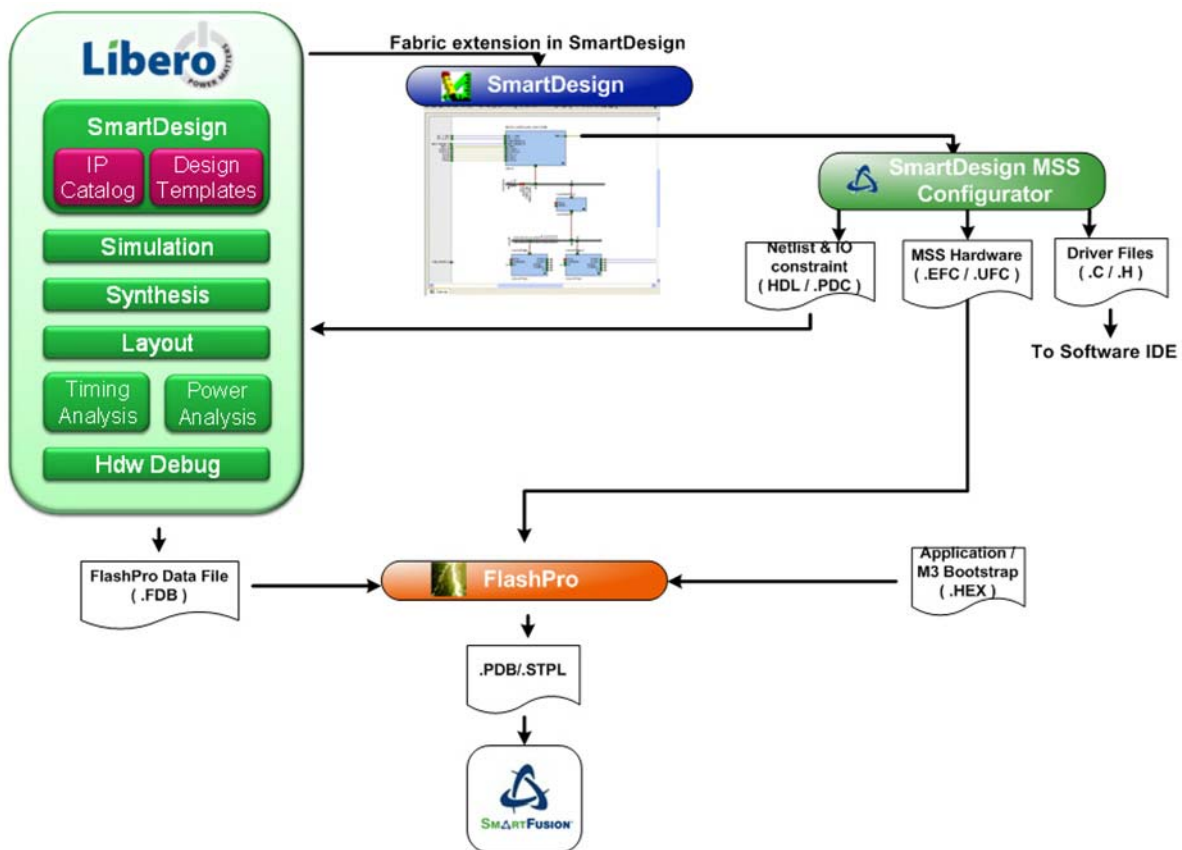 Libero
POWER MATTERS
SmartDesign
IP
Catalog
Design
Templates
Simulation
Synthesis
Layout
Timing
Analysis
Power
Analysis
Hdw Debug
Fabric extension in SmartDesign
SmartDesign
SmartDesign MSS
Configurator
Netlist & IO
constraint
( HDL / .PDC )
MSS Hardware
( .EFC / .UFC )
Driver Files
( .C / .H )
To Software IDE
FlashPro Data File
( .FDB )
FlashPro
Application /
M3 Bootstrap
( .HEX )
.PDB/.STPL
SMARTFUSION